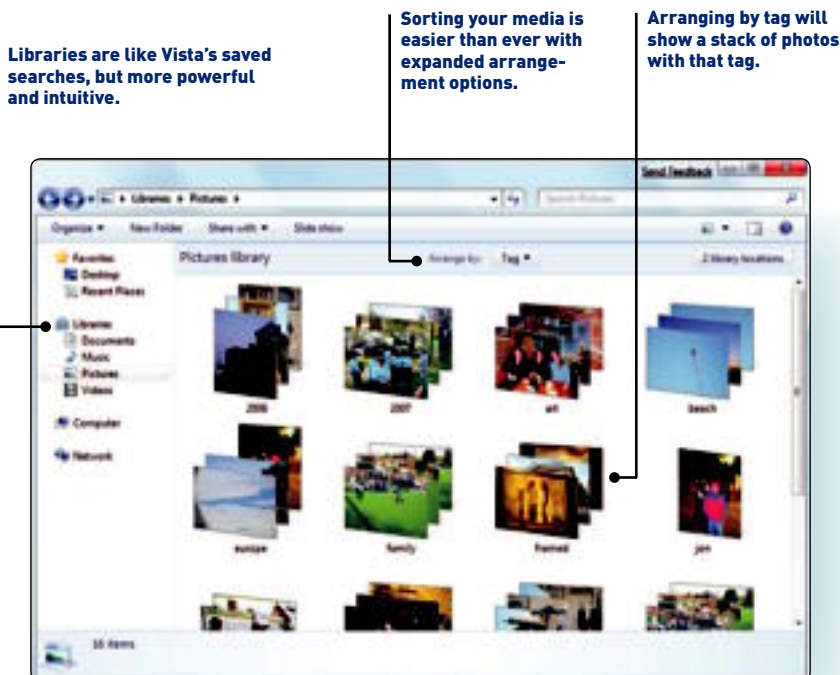 Libraries are like Vista’s saved
searches, but more powerful
and intuitive.
Sorting your media is
easier than ever with
expanded arrange-
ment options.
Arranging by tag will
show a stack of photos
with that tag.
Send Feedback
Libraries Pictures
Search Pictures
Organize New Folder Share with Slide show
Pictures library Arrange by: Tag 2 library locations
Favorites
Desktop
Recent Places
Libraries
Documents
Music
Pictures
Videos
Computer
Network
2006 2007 art beach
europe family framed jon
16 items